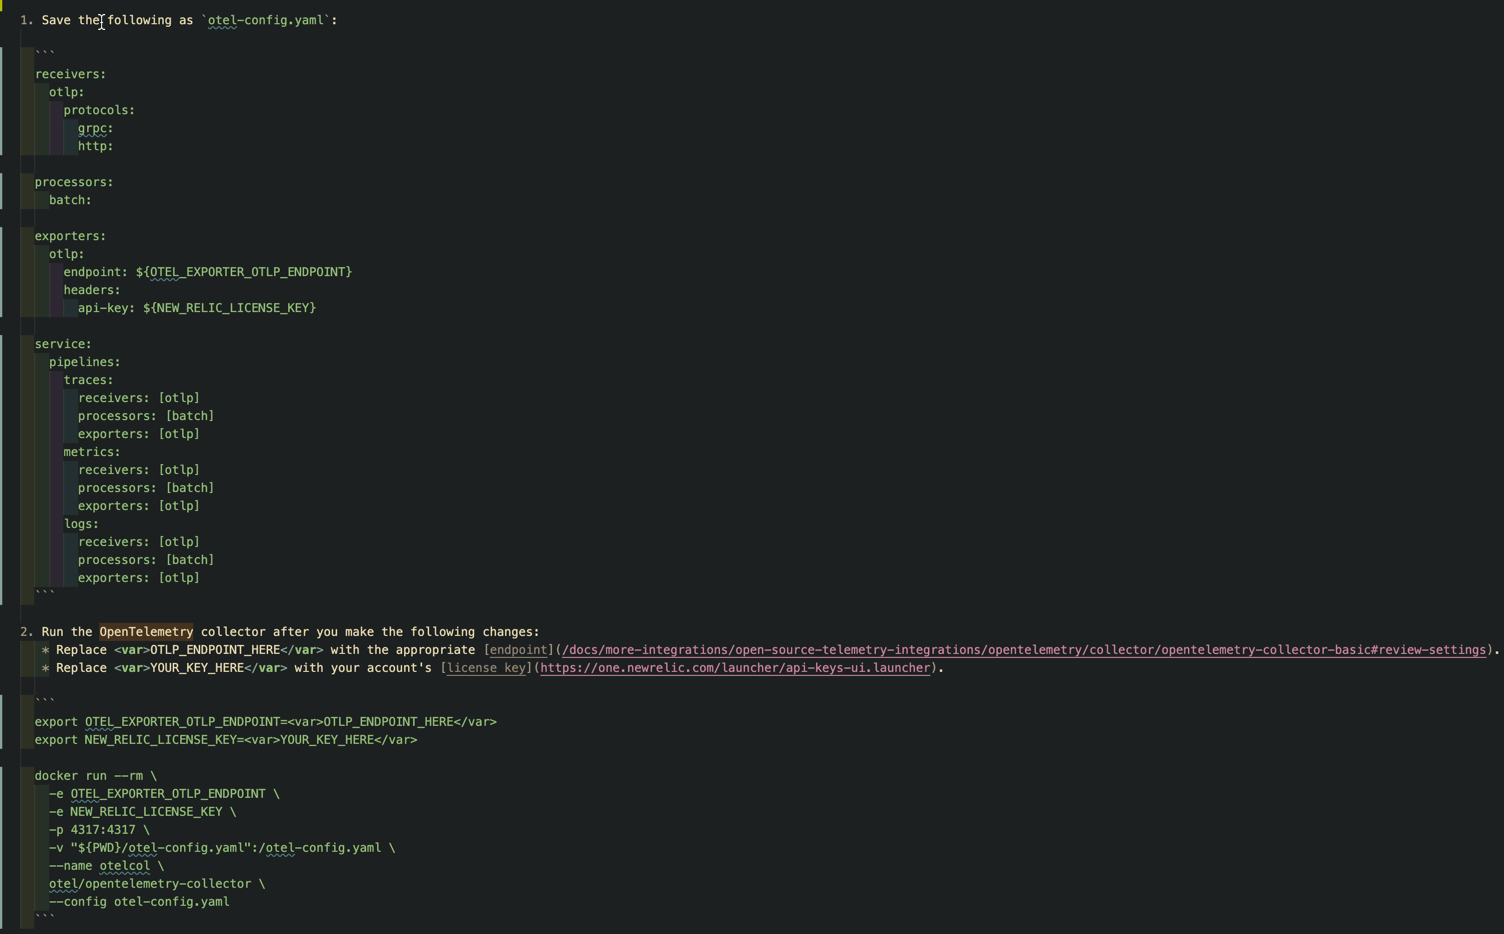 1. Save the following as `otel-config.yaml`:
```
receivers:
  otlp:
    protocols:
      grpc:
      http:
processors:
  batch:
exporters:
  otlp:
    endpoint: ${OTEL_EXPORTER_OTLP_ENDPOINT}
    headers:
      api-key: ${NEW_RELIC_LICENSE_KEY}
service:
  pipelines:
    traces:
      receivers: [otlp]
      processors: [batch]
      exporters: [otlp]
    metrics:
      receivers: [otlp]
      processors: [batch]
      exporters: [otlp]
    logs:
      receivers: [otlp]
      processors: [batch]
      exporters: [otlp]
```
2. Run the OpenTelemetry collector after you make the following changes:
   * Replace <var>OTLP_ENDPOINT_HERE</var> with the appropriate [endpoint](/docs/more-integrations/open-source-telemetry-integrations/opentelemetry/collector/opentelemetry-collector-basic#review-settings).
   * Replace <var>YOUR_KEY_HERE</var> with your account's [license key](https://one.newrelic.com/launcher/api-keys-ui.launcher).
```
export OTEL_EXPORTER_OTLP_ENDPOINT=<var>OTLP_ENDPOINT_HERE</var>
export NEW_RELIC_LICENSE_KEY=<var>YOUR_KEY_HERE</var>
docker run --rm \
  -e OTEL_EXPORTER_OTLP_ENDPOINT \
  -e NEW_RELIC_LICENSE_KEY \
  -p 4317:4317 \
  -v "${PWD}/otel-config.yaml":/otel-config.yaml \
  --name otelcol \
  otel/opentelemetry-collector \
  --config otel-config.yaml
```